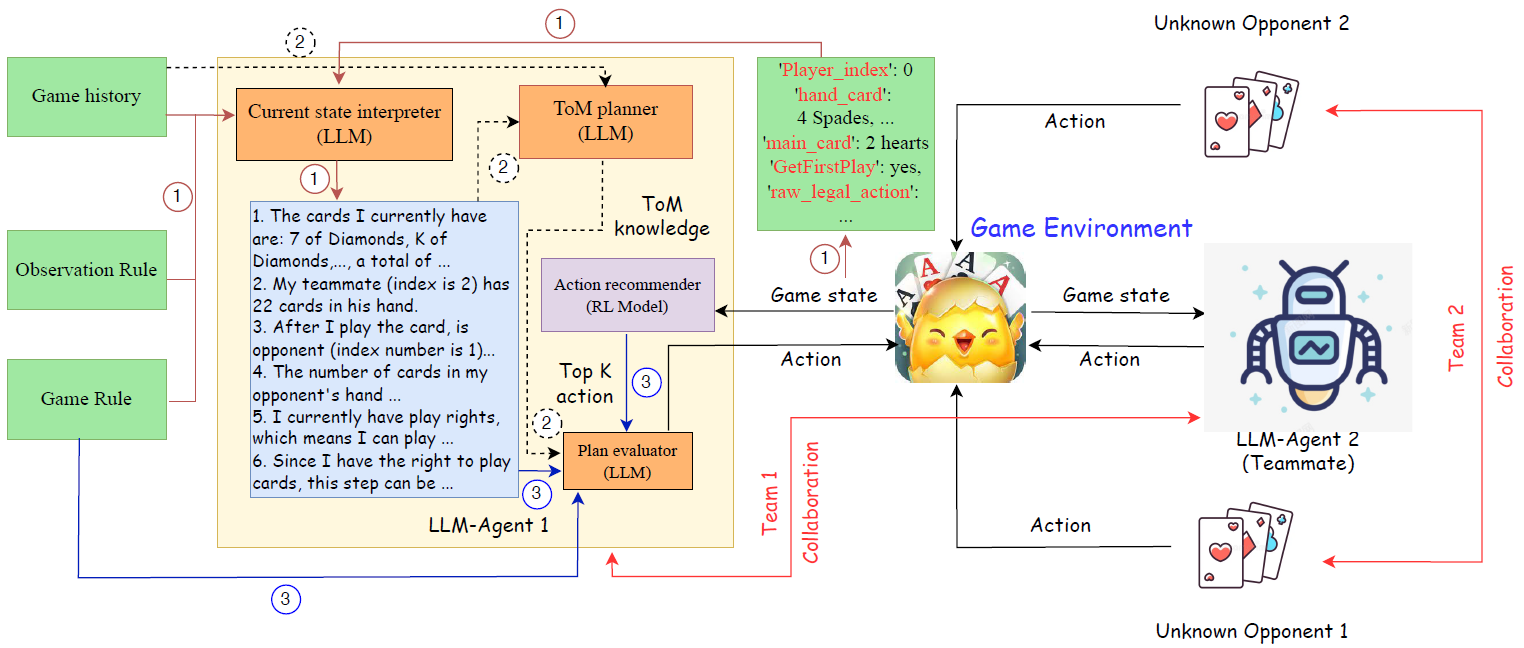 Unknown Opponent 2
1
2
Game history
Current state interpreter
(LLM)
ToM planner
(LLM)
'Player_index': 0
'hand_card':
4 Spades, ...
'main_card': 2 hearts
'GetFirstPlay': yes,
'raw_legal_action':
...
Action
1
1
2
1. The cards I currently have
are: 7 of Diamonds, K of
Diamonds,..., a total of ...
2. My teammate (index is 2) has
22 cards in his hand.
3. After I play the card, is
opponent (index number is 1)...
4. The number of cards in my
opponent's hand ...
5. I currently have play rights,
which means I can play ...
6. Since I have the right to play
cards, this step can be ...
ToM
knowledge
Observation Rule
Game Environment
1
A
A
A
A
Action recommender
(RL Model)
Game state
Game state
Action
Action
Top K
action
3
Game Rule
2
Plan evaluator
(LLM)
3
LLM-Agent 1
Team 1
Collaboration
Team 2
Collaboration
LLM-Agent 2
(Teammate)
Action
3
Unknown Opponent 1